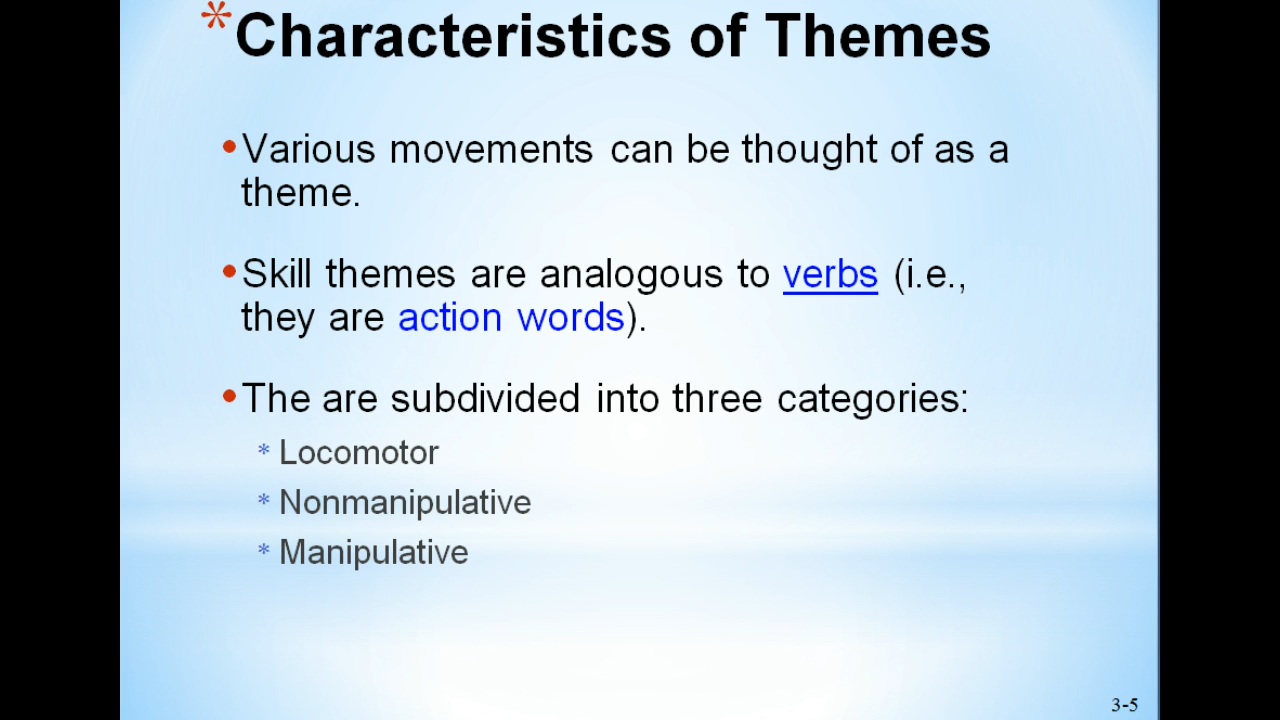 * Characteristics of Themes
• Various movements can be thought of as a
theme.
• Skill themes are analogous to verbs (i.e.,
they are action words).
• The are subdivided into three categories:
* Locomotor
* Nonmanipulative
* Manipulative
3-5